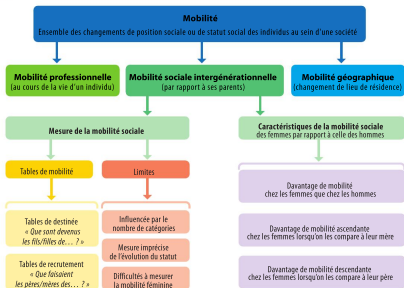 Mobilité
Ensemble des changements de position sociale ou de statut social des individus au sein d'une société
Mobilité professionnelle
(au cours de la vie d'un individu)
Mobilité sociale intergénérationnelle
(par rapport à ses parents)
Mobilité géographique
(changement de lieu de résidence)
Mesure de la mobilité sociale
Caractéristiques de la mobilité sociale
des femmes par rapport à celle des hommes
Tables de mobilité
Limites
Tables de destinée
« Que sont devenus
les fils/filles de… ? »
Tables de recrutement
« Que faisaient
les pères/mères des… ? »
Influencée par le
nombre de catégories
Mesure imprécise
de l'évolution du statut
Difficultés à mesurer
la mobilité féminine
Davantage de mobilité
chez les femmes que chez les hommes
Davantage de mobilité ascendante
chez les femmes lorsqu'on les compare à leur mère
Davantage de mobilité descendante
chez les femmes lorsqu'on les compare à leur père